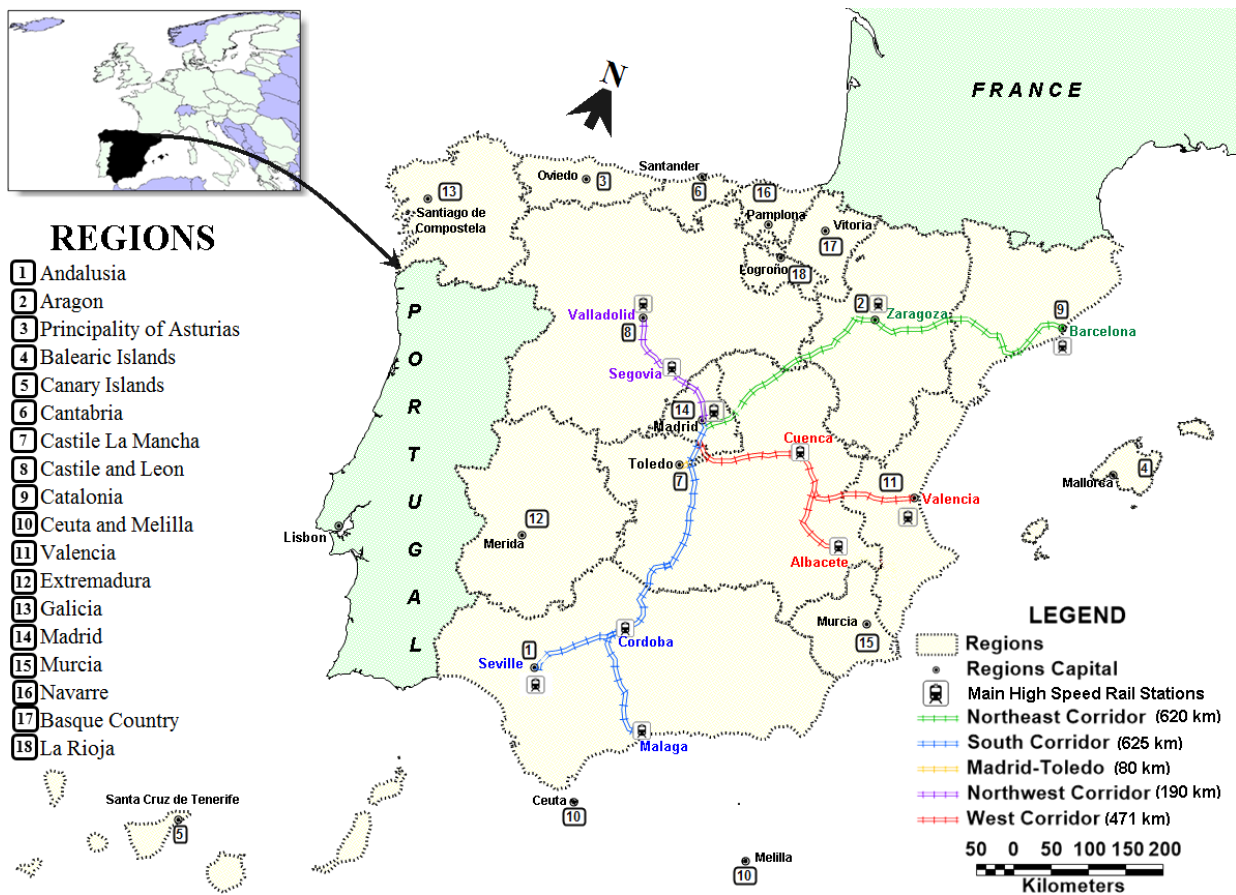 N
FRANCE
PORTUGAL
Santander
Oviedo
3
6
16
13
Santiago de
Compostela
Pamplona
Vitoria
17
Logroño
18
REGIONS
1 Andalusia
2 Aragon
3 Principality of Asturias
4 Balearic Islands
5 Canary Islands
6 Cantabria
7 Castile La Mancha
8 Castile and Leon
9 Catalonia
10 Ceuta and Melilla
11 Valencia
12 Extremadura
13 Galicia
14 Madrid
15 Murcia
16 Navarre
17 Basque Country
18 La Rioja
Valladolid
8
2
Zaragoza
9
Barcelona
Segovia
14
Madrid
Cuenca
Toledo
7
11
Valencia
Mallorca
4
Lisbon
12
Merida
Albacete
Murcia
15
Cordoba
1
Seville
Malaga
Ceuta
10
Melilla
10
Santa Cruz de Tenerife
5
LEGEND
Regions
Regions Capital
Main High Speed Rail Stations
Northeast Corridor (620 km)
South Corridor (625 km)
Madrid-Toledo (80 km)
Northwest Corridor (190 km)
West Corridor (471 km)
50 0 50 100 150 200
Kilometers